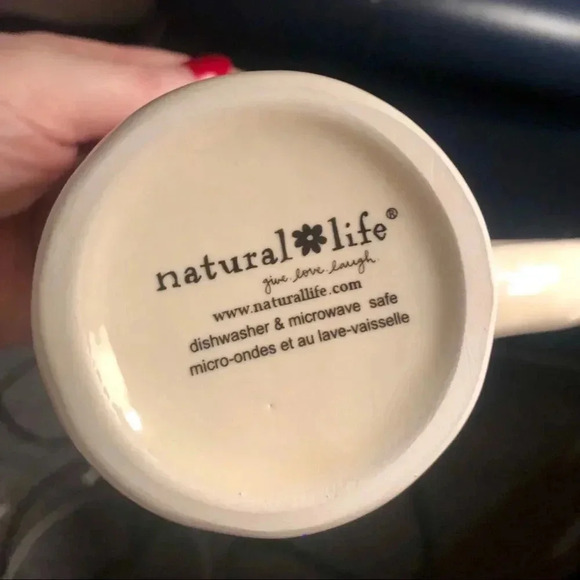 natural life®
give.love.laugh.
www.naturallife.com
dishwasher & microwave safe
micro-ondes et au lave-vaisselle